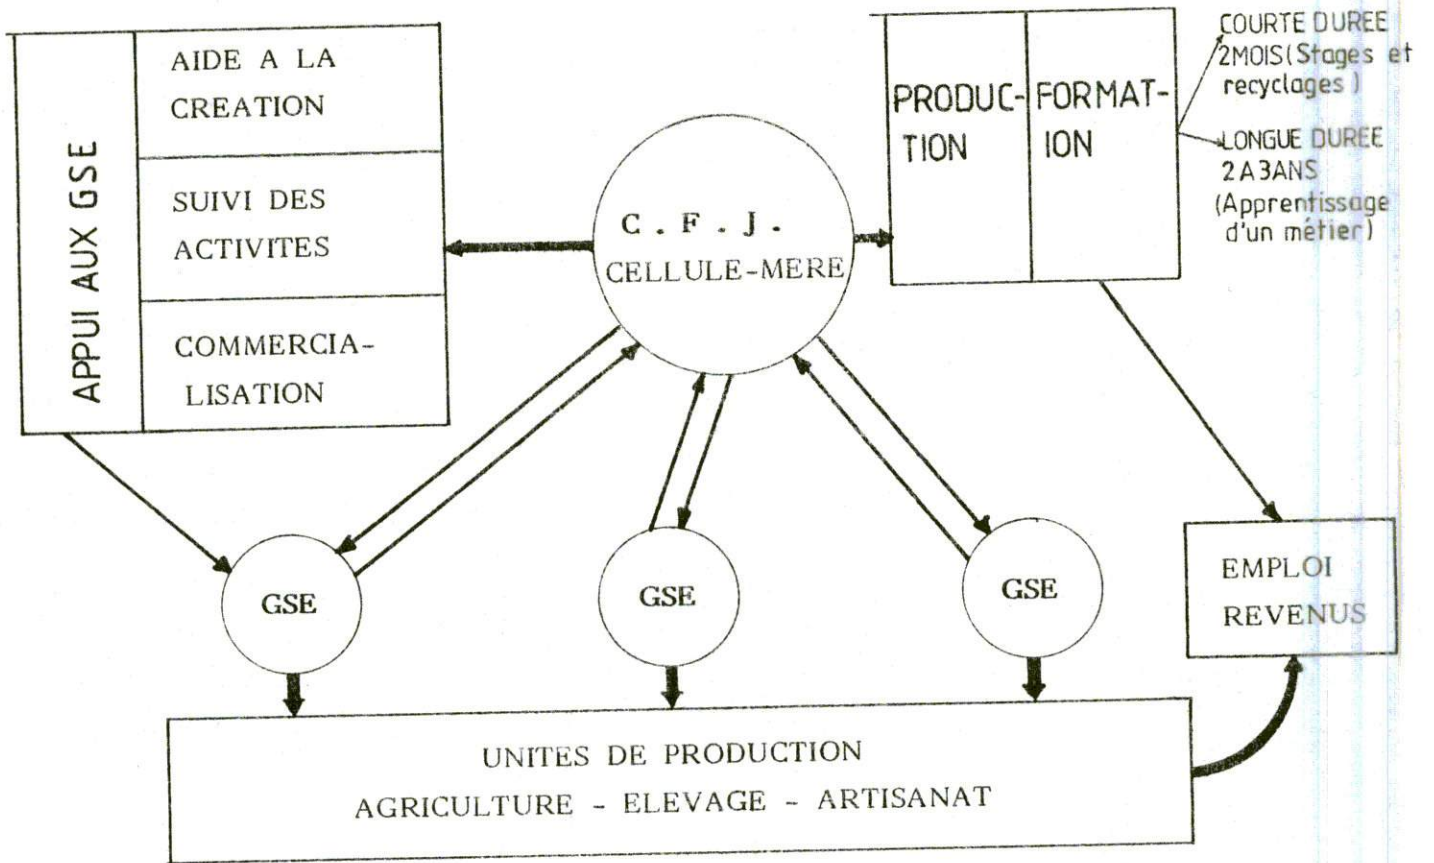 APPUI AUX GSE
AIDE A LA
CREATION
SUIVI DES
ACTIVITES
COMMERCIA-
LISATION
C . F . J .
CELLULE-MERE
PRODUC-
TION
FORMAT-
ION
COURTE DUREE
2MOIS(Stages et
recyclages)
LONGUE DUREE
2A3ANS
(Apprentissage
d'un métier)
GSE
GSE
GSE
EMPLOI
REVENUS
UNITES DE PRODUCTION
AGRICULTURE - ELEVAGE - ARTISANAT